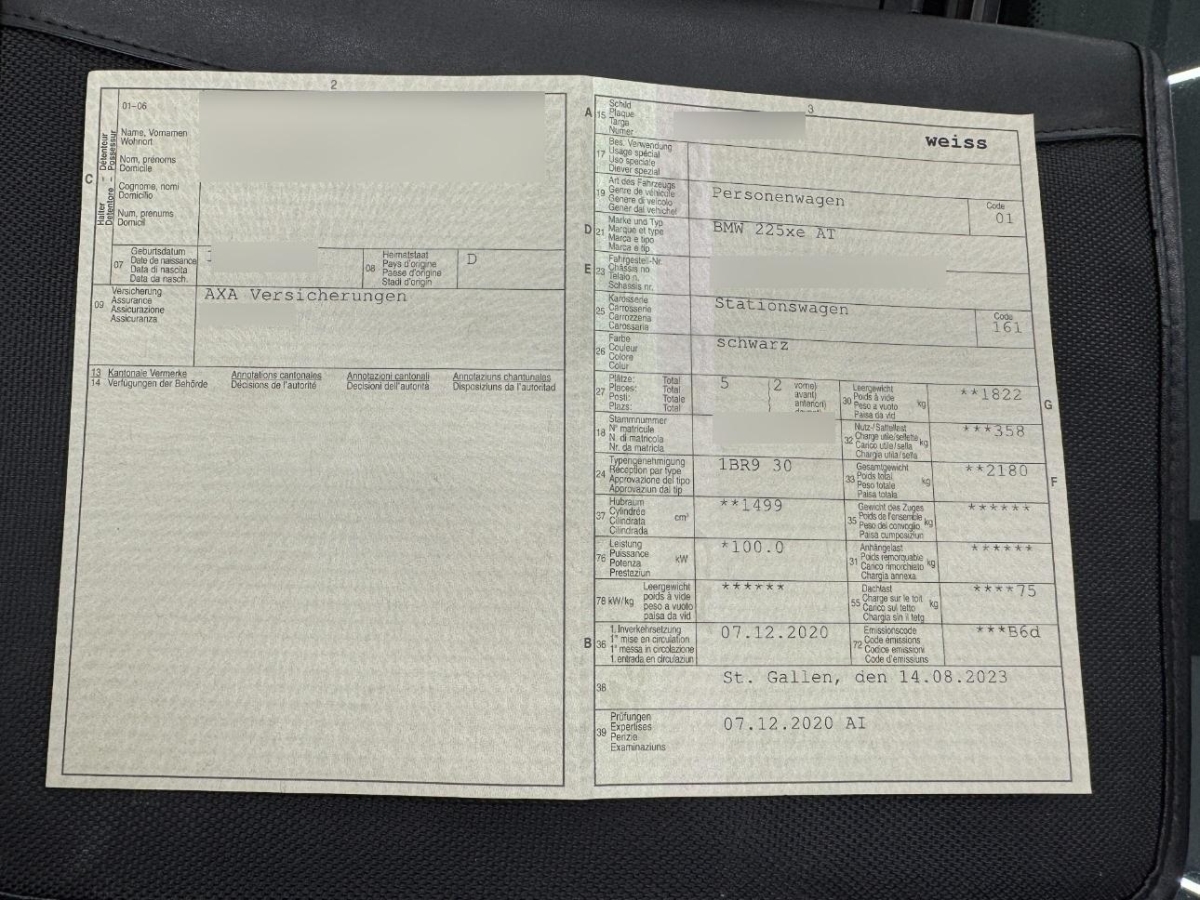 2
01–06
Halter - Détenteur
Detentore - Possessur
C
Name, Vornamen
Wohnort
Nom, prénoms
Domicile
Cognome, nomi
Domicilio
Num, prenums
Domicil
07
Geburtsdatum
Date de naissance
Data di nascita
Data da nasch.
08
Heimatstaat
Pays d'origine
Paese d'origine
Stadi d'origin
D
09
Versicherung
Assurance
Assicurazione
Assicuranza
AXA Versicherungen
13 Kantonale Vermerke Annotations cantonales Annotazioni cantonali Annotaziuns chantunalas
14 Verfügungen der Behörde Décisions de l'autorité Decisioni dell'autorità Disposiziuns da l'autoritad
3
A
15
Schild
Plaque
Targa
Numer
weiss
17
Bes. Verwendung
Usage spécial
Uso speciale
Diever spezial
19
Art des Fahrzeugs
Genre de véhicule
Genere di veicolo
Gener dal vehichel
Personenwagen
Code
01
D
21
Marke und Typ
Marque et type
Marca e tipo
Marca e tip
BMW 225xe AT
E
23
Fahrgestell-Nr.
Châssis no
Telaio n.
Schassis nr.
25
Karosserie
Carrosserie
Carrozzeria
Carossaria
Stationswagen
Code
161
26
Farbe
Couleur
Colore
Colur
schwarz
27
Plätze: Total
Places: Total
Posti: Totale
Plazs: Total
5
(2
vorne)
avant)
anteriori)
30
Leergewicht
Poids à vide
Peso a vuoto
Paisa da vid
kg
**1822
G
18
Stammnummer
N° matricule
N. di matricola
Nr. da matricla
32
Nutz-/Sattellast
Charge utile/sellette
Carico utile/sella
Chargia utila/sella
kg
***358
24
Typengenehmigung
Réception par type
Approvazione del tipo
Approvaziun dal tip
1BR9 30
33
Gesamtgewicht
Poids total
Peso totale
Paisa totala
kg
**2180
F
37
Hubraum
Cylindrée
Cilindrata
Cilindrada
cm³
**1499
35
Gewicht des Zuges
Poids de l'ensemble
Peso del convoglio
Paisa cumposiziun
kg
******
76
Leistung
Puissance
Potenza
Prestaziun
kW
*100.0
31
Anhängelast
Poids remorquable
Carico rimorchiato
Chargia annexa
kg
******
78 kW/kg
Leergewicht
poids à vide
peso a vuoto
paisa da vid
******
55
Dachlast
Charge sur le toit
Carico sul tetto
Chargia sin il tetg
kg
****75
B
36
1. Inverkehrsetzung
1re mise en circulation
1a messa in circolazione
1. entrada en circulaziun
07.12.2020
72
Emissionscode
Code émissions
Codice emissioni
Code d'emissiuns
***B6d
38
St. Gallen, den 14.08.2023
39
Prüfungen
Expertises
Perizie
Examinaziuns
07.12.2020 AI